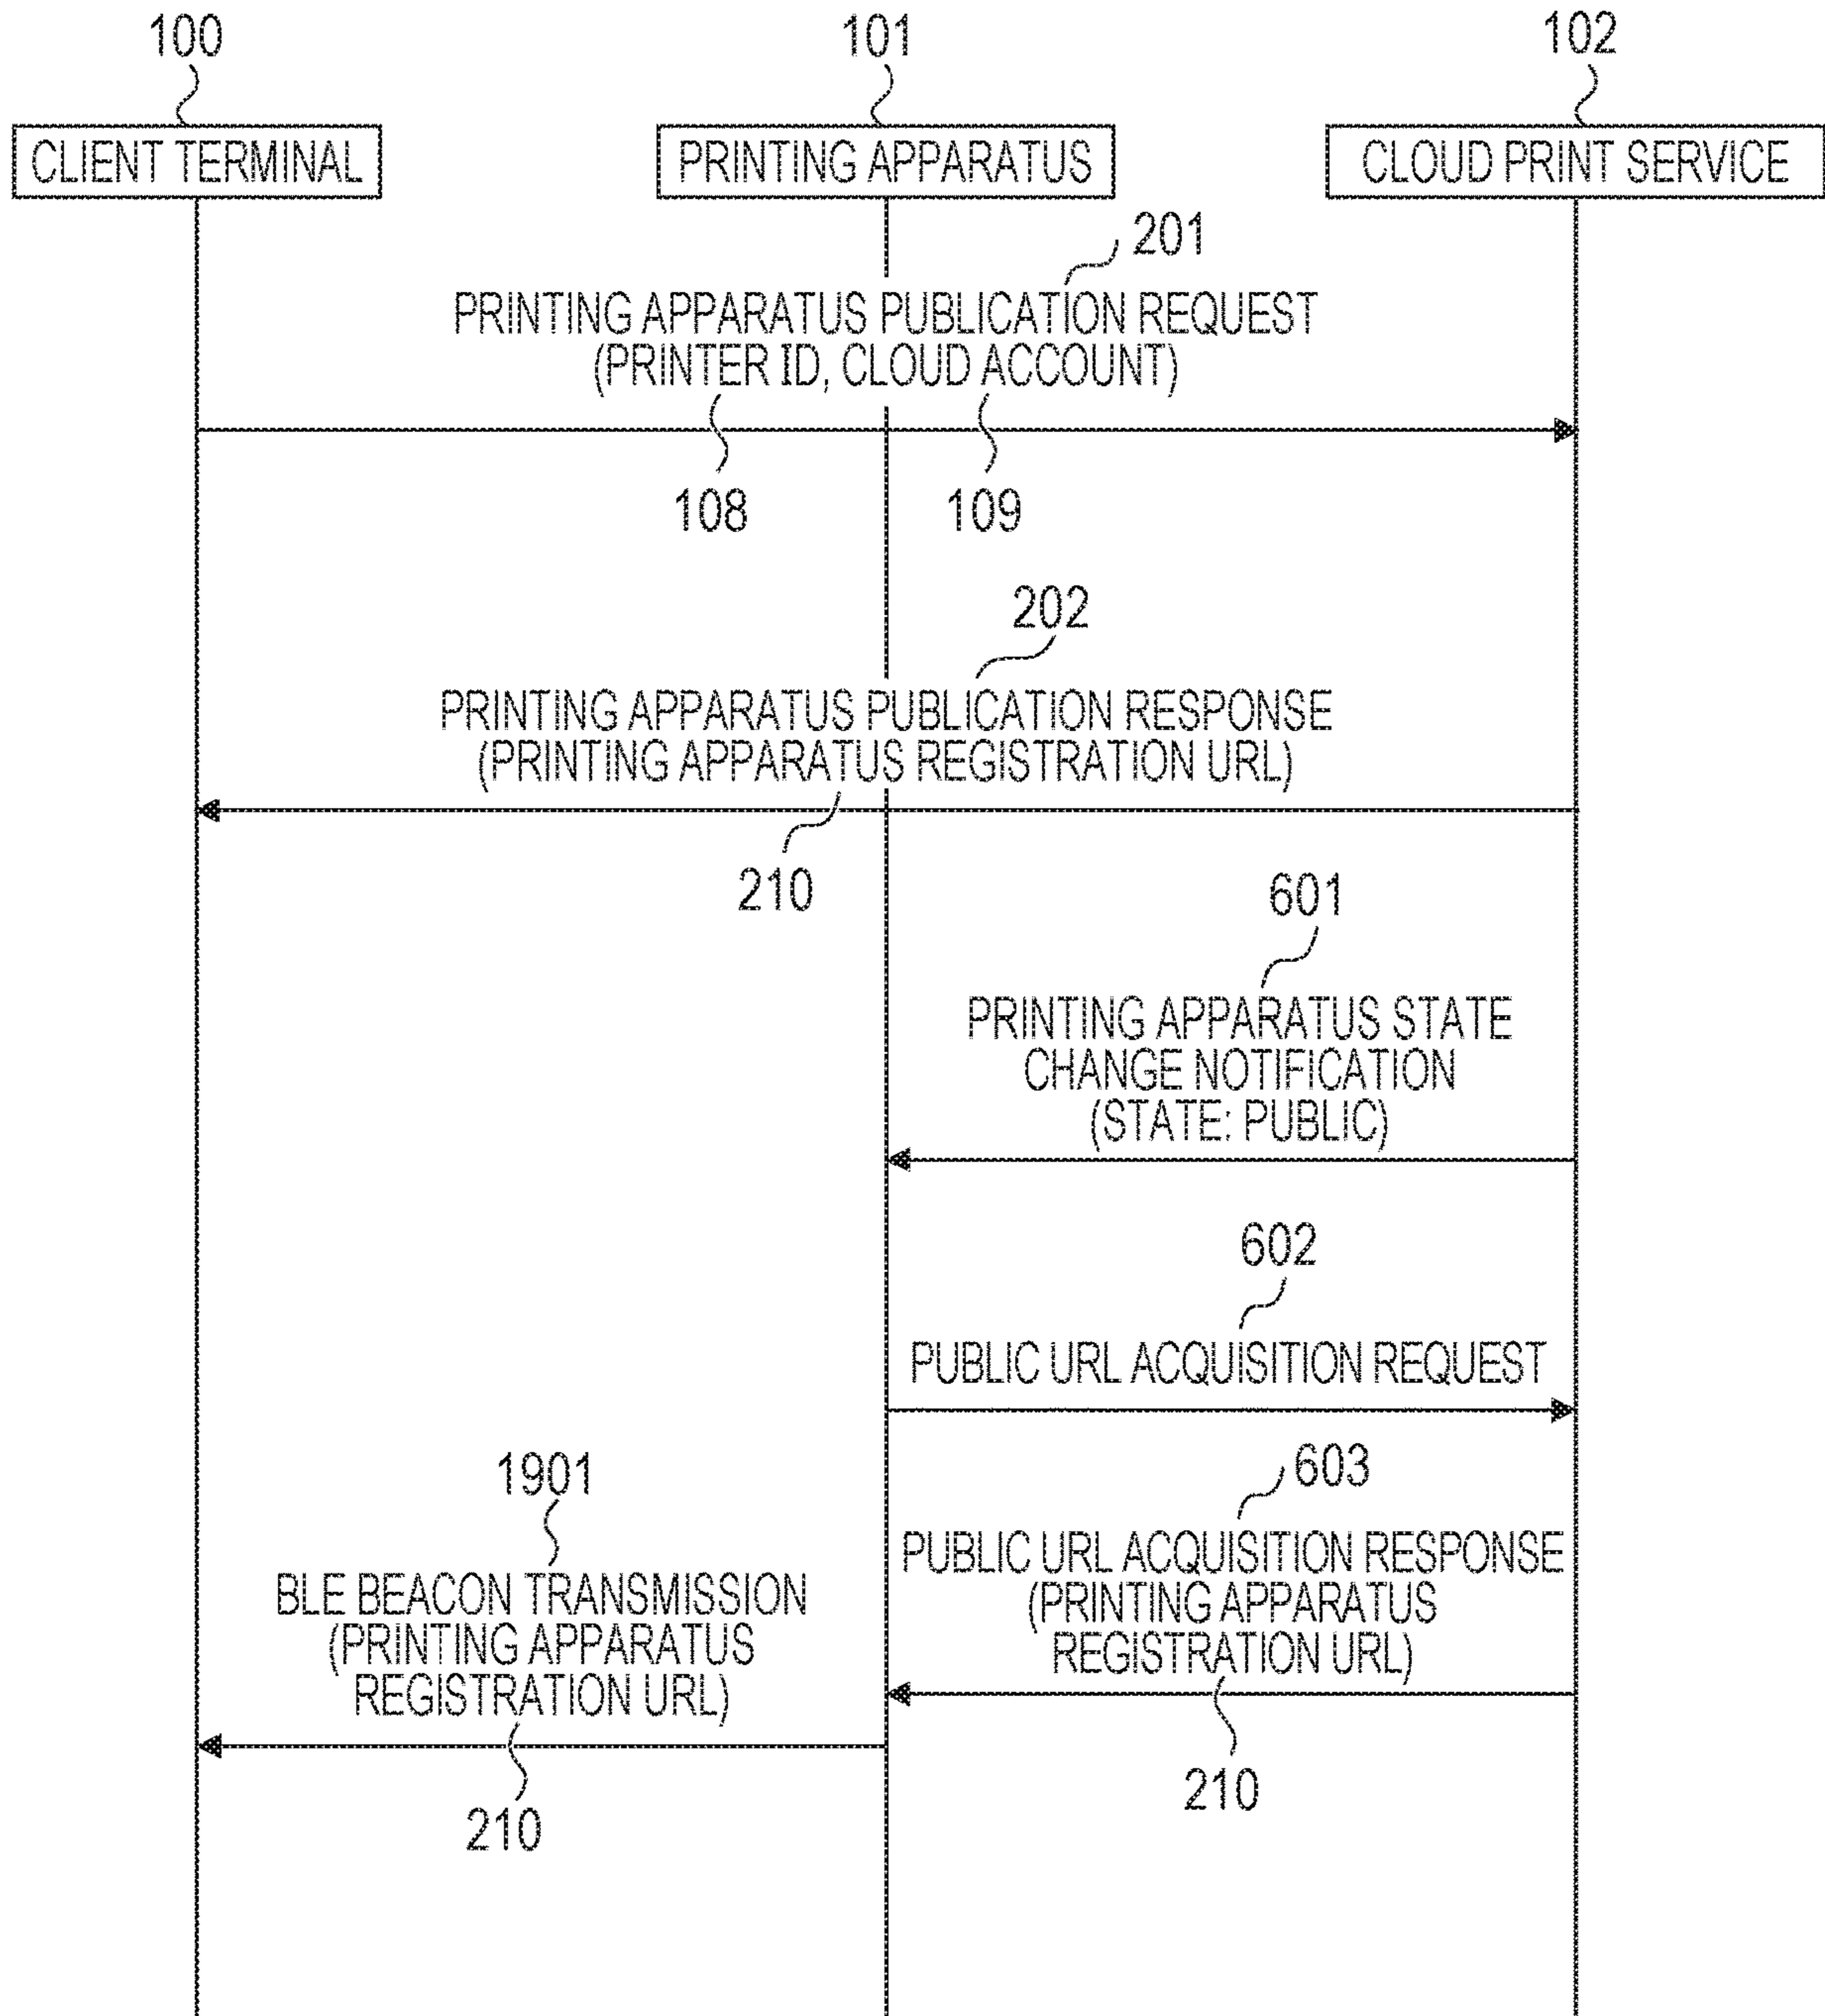 100
101
102
CLIENT TERMINAL
PRINTING APPARATUS
CLOUD PRINT SERVICE
201
PRINTING APPARATUS PUBLICATION REQUEST
(PRINTER ID, CLOUD ACCOUNT)
108
109
202
PRINTING APPARATUS PUBLICATION RESPONSE
(PRINTING APPARATUS REGISTRATION URL)
210
601
PRINTING APPARATUS STATE
CHANGE NOTIFICATION
(STATE: PUBLIC)
602
PUBLIC URL ACQUISITION REQUEST
603
PUBLIC URL ACQUISITION RESPONSE
(PRINTING APPARATUS
REGISTRATION URL)
210
1901
BLE BEACON TRANSMISSION
(PRINTING APPARATUS
REGISTRATION URL)
210